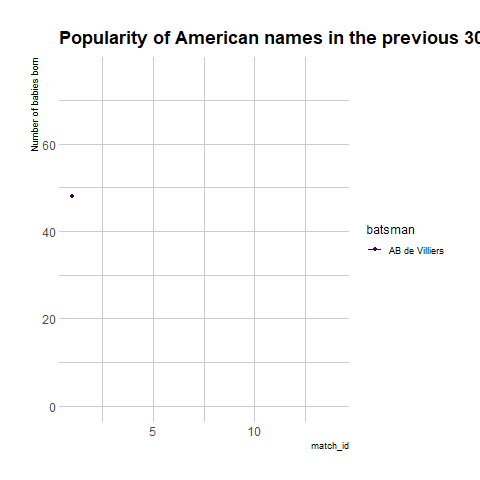 Popularity of American names in the previous 30
Number of babies born
60
40
20
0
5
10
match_id
batsman
AB de Villiers